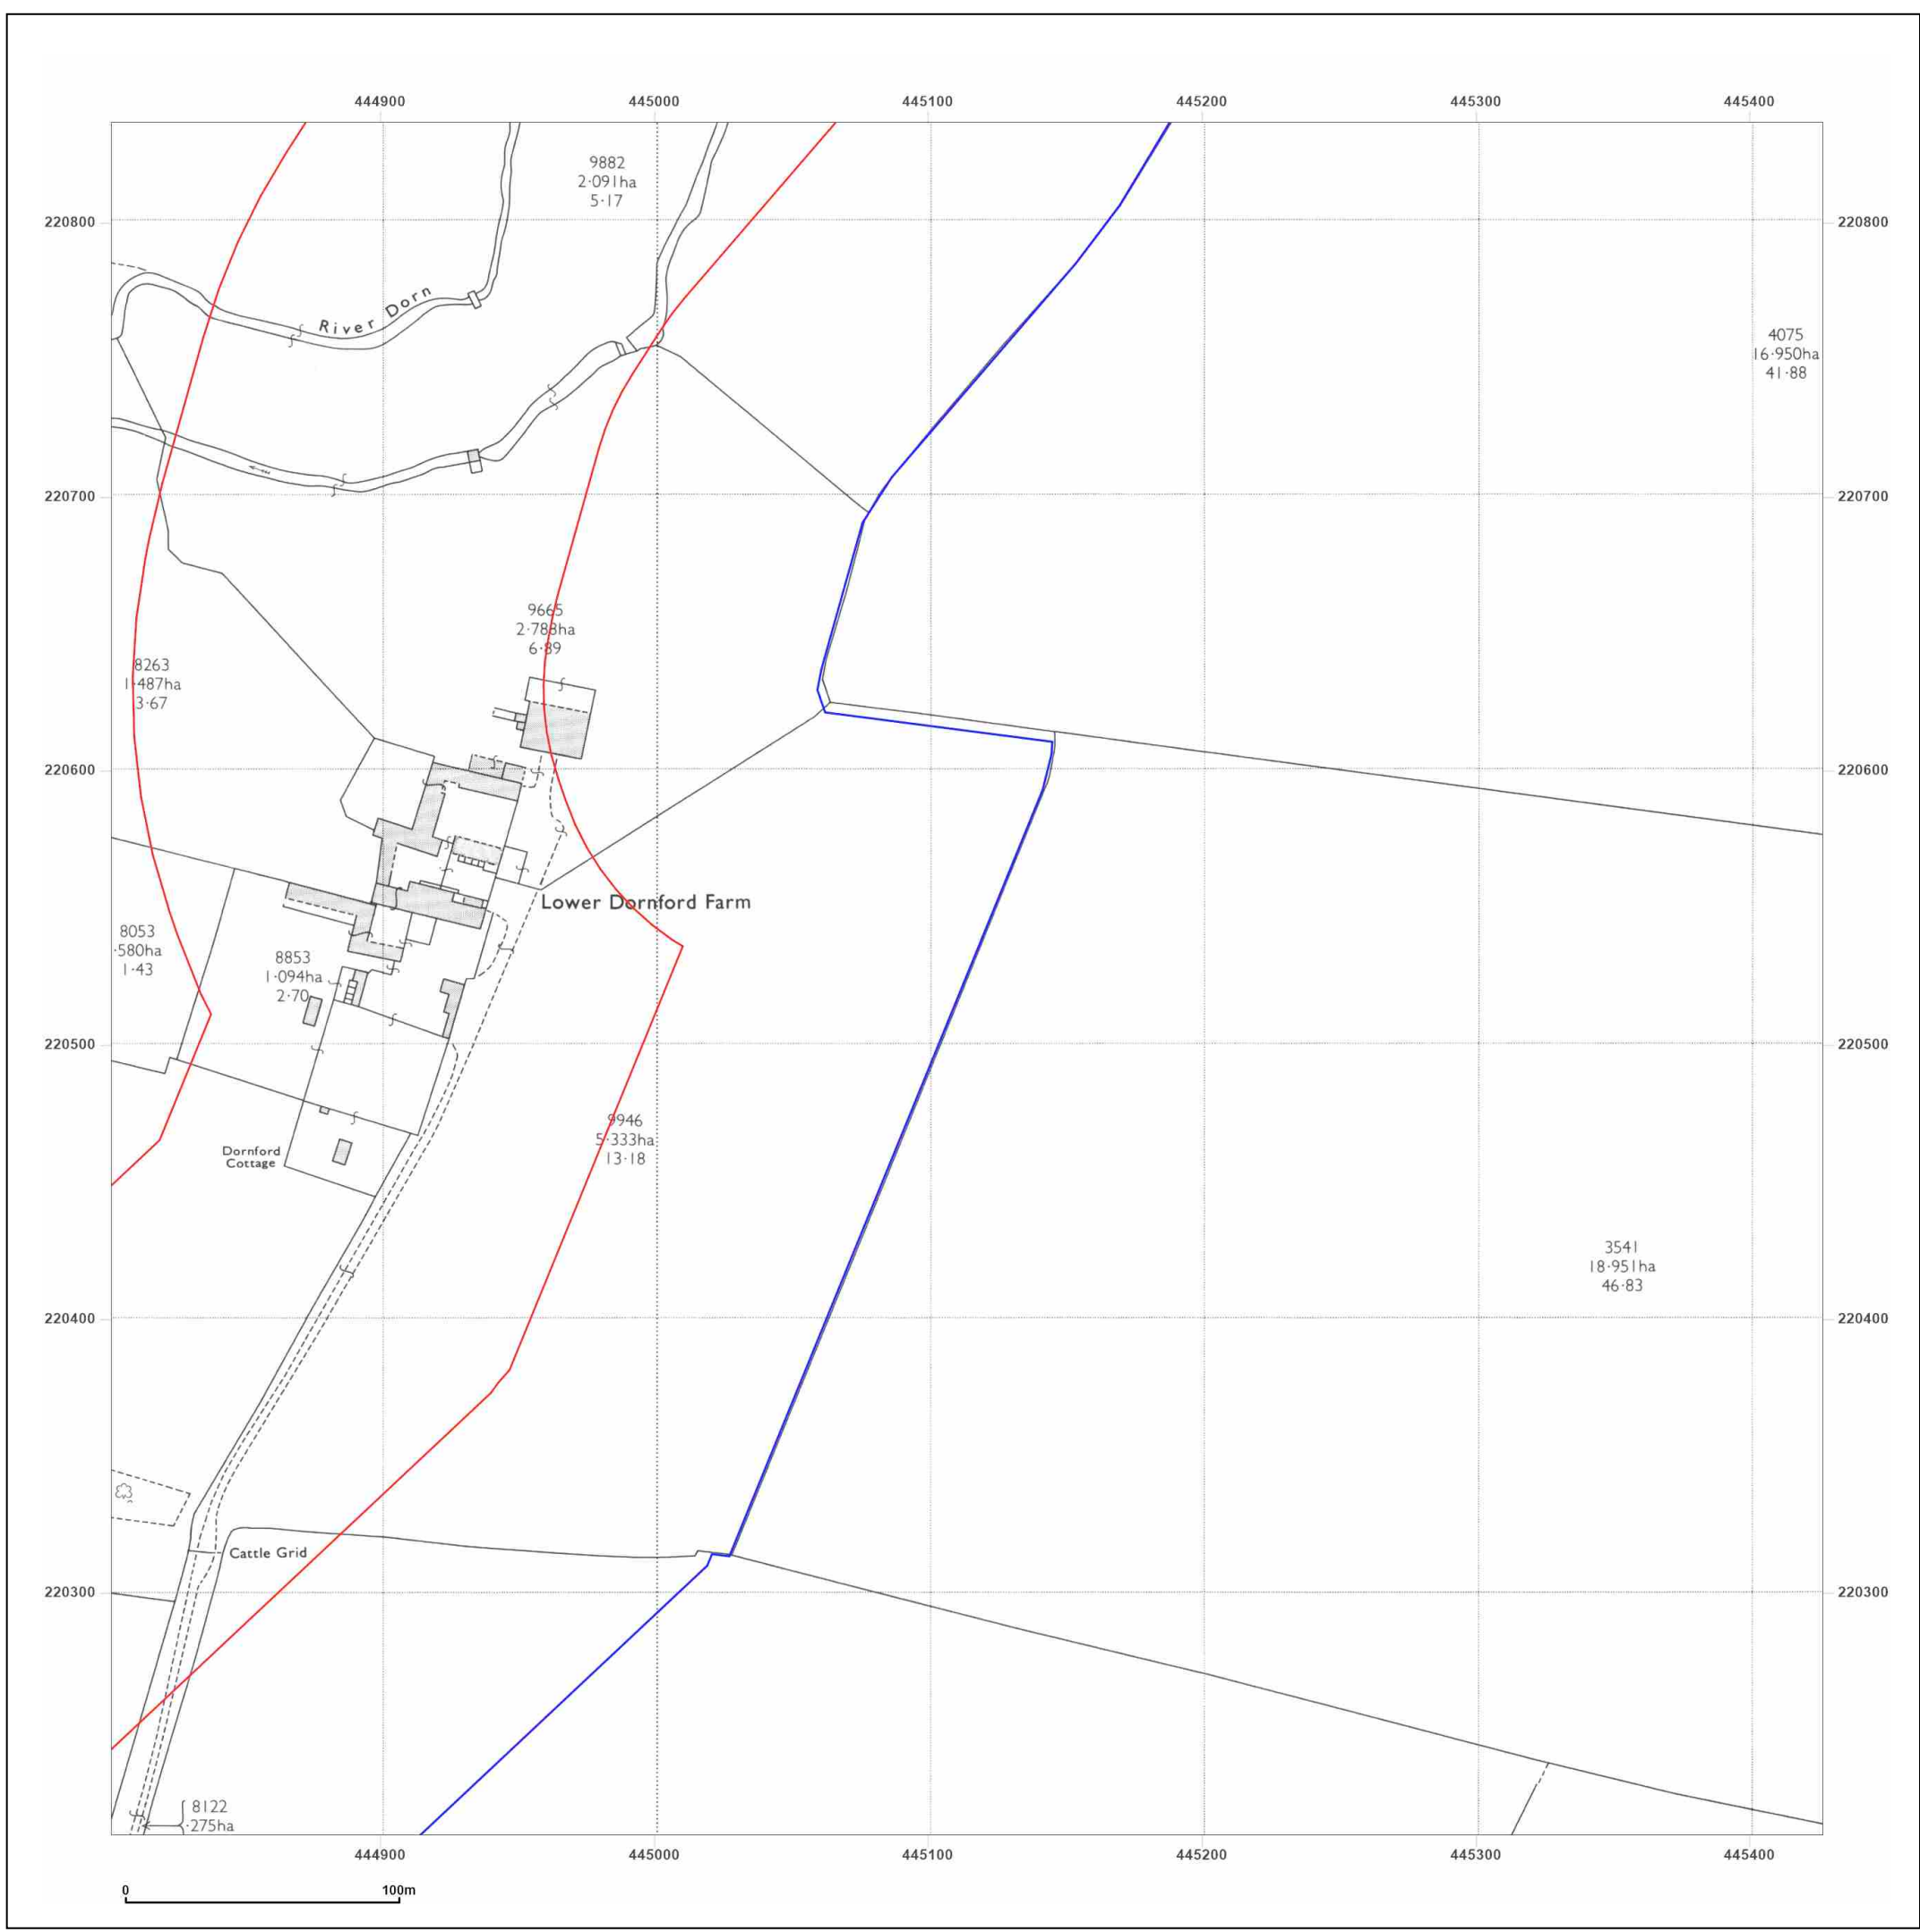 444900 445000 445100 445200 445300 445400
9882
2·091ha
5·17
220800 220800
River Dorn
4075
16·950ha
41·88
220700 220700
9665
2·788ha
6·89
8263
1·487ha
3·67
220600 220600
Lower Dornford Farm
8053
·580ha
1·43
8853
1·094ha
2·70
220500 220500
9946
5·333ha
13·18
Dornford
Cottage
3541
18·951ha
46·83
220400 220400
Cattle Grid
220300 220300
8122
·275ha
444900 445000 445100 445200 445300 445400
0 100m